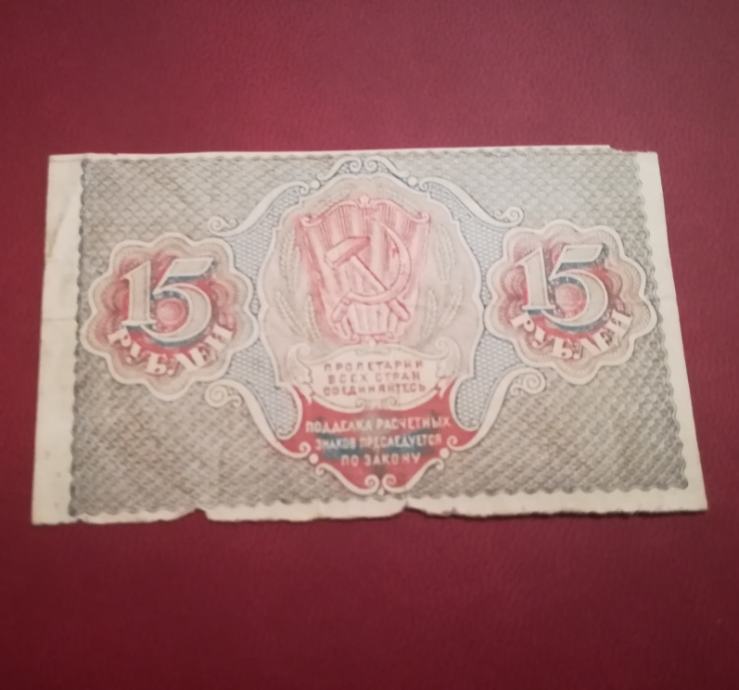 15
РУБЛЕЙ
ПРОЛЕТАРИИ
ВСЕХ СТРАН
СОЕДИНЯЙТЕСЬ
ПОДДЕЛКА РАСЧЕТНЫХ
ЗНАКОВ ПРЕСЛЕДУЕТСЯ
ПО ЗАКОНУ
15
РУБЛЕЙ